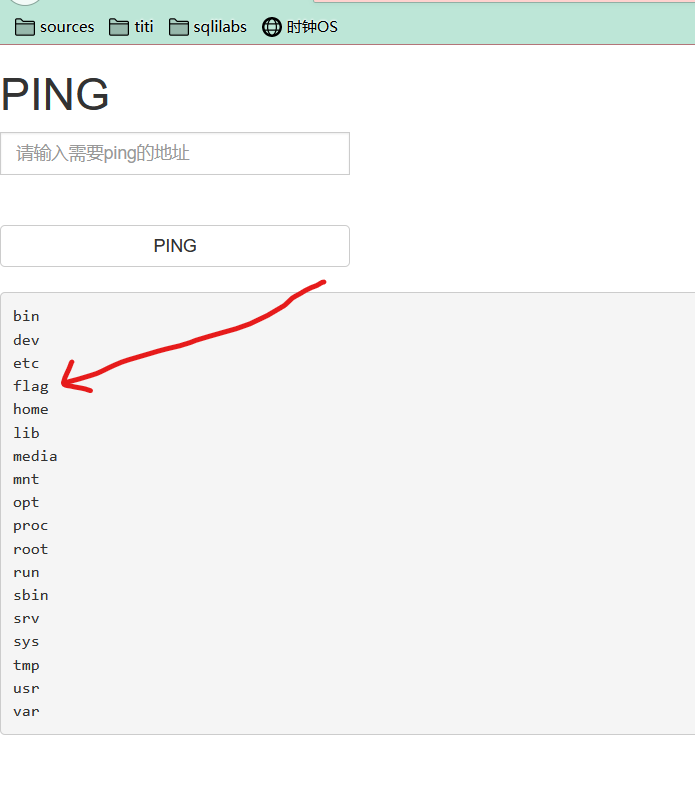 sources titi sqlilabs 时钟OS
PING
请输入需要ping的地址
PING
bin
dev
etc
flag
home
lib
media
mnt
opt
proc
root
run
sbin
srv
sys
tmp
usr
var